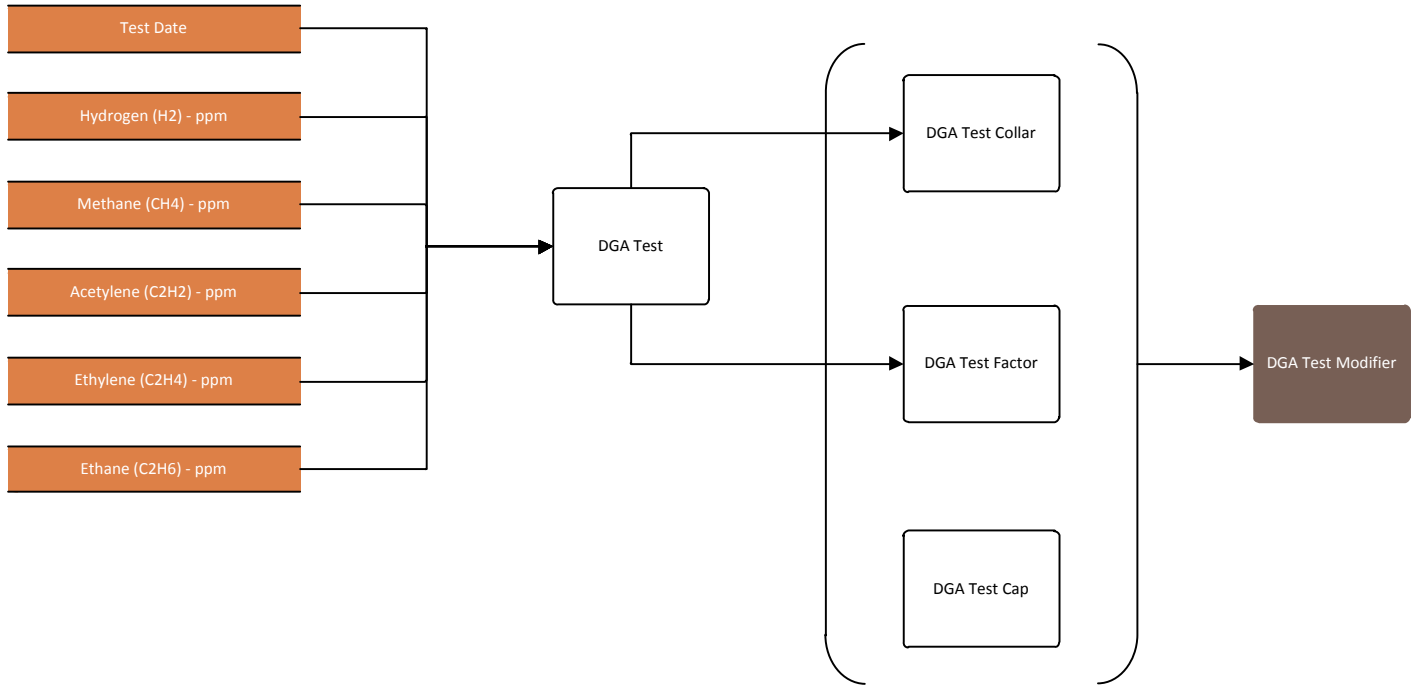 Test Date
Hydrogen (H2) - ppm
Methane (CH4) - ppm
Acetylene (C2H2) - ppm
Ethylene (C2H4) - ppm
Ethane (C2H6) - ppm
DGA Test
DGA Test Collar
DGA Test Factor
DGA Test Cap
DGA Test Modifier